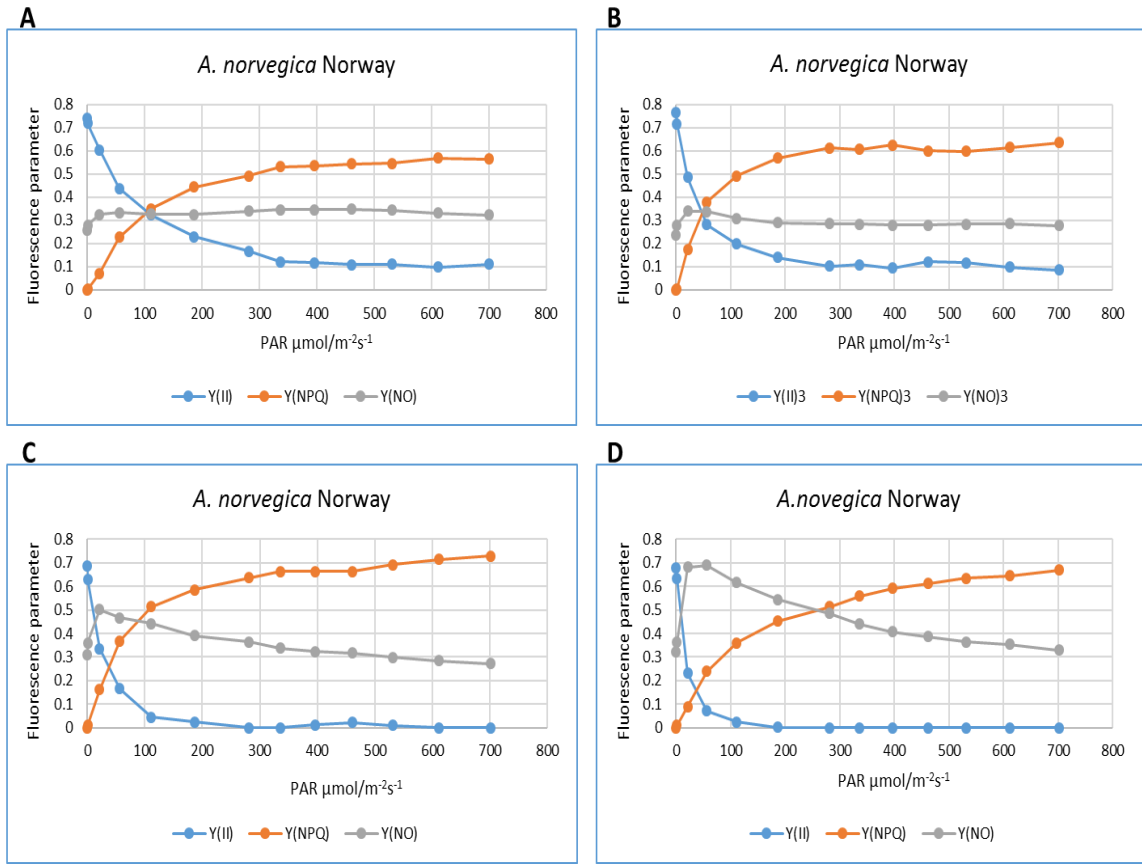 A
A. norvegica Norway
Fluorescence parameter
0.8
0.7
0.6
0.5
0.4
0.3
0.2
0.1
0
0 100 200 300 400 500 600 700 800
PAR µmol/m⁻²s⁻¹
Y(II) Y(NPQ) Y(NO)
B
A. norvegica Norway
Fluorescence parameter
0.8
0.7
0.6
0.5
0.4
0.3
0.2
0.1
0
0 100 200 300 400 500 600 700 800
PAR µmol/m⁻²s⁻¹
Y(II)3 Y(NPQ)3 Y(NO)3
C
A. norvegica Norway
Fluorescence parameter
0.8
0.7
0.6
0.5
0.4
0.3
0.2
0.1
0
0 100 200 300 400 500 600 700 800
PAR µmol/m⁻²s⁻¹
Y(II) Y(NPQ) Y(NO)
D
A.novegica Norway
Fluorescence parameter
0.8
0.7
0.6
0.5
0.4
0.3
0.2
0.1
0
0 100 200 300 400 500 600 700 800
PAR µmol/m⁻²s⁻¹
Y(II) Y(NPQ) Y(NO)